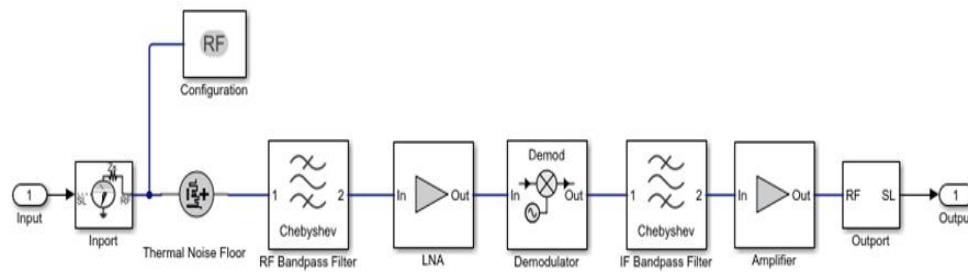 RF
Configuration
1
Input
SL
RF
Inport
Thermal Noise Floor
1
2
Chebyshev
RF Bandpass Filter
In
Out
LNA
Demod
In
Out
Demodulator
1
2
Chebyshev
IF Bandpass Filter
In
Out
Amplifier
RF
SL
Outport
1
Output